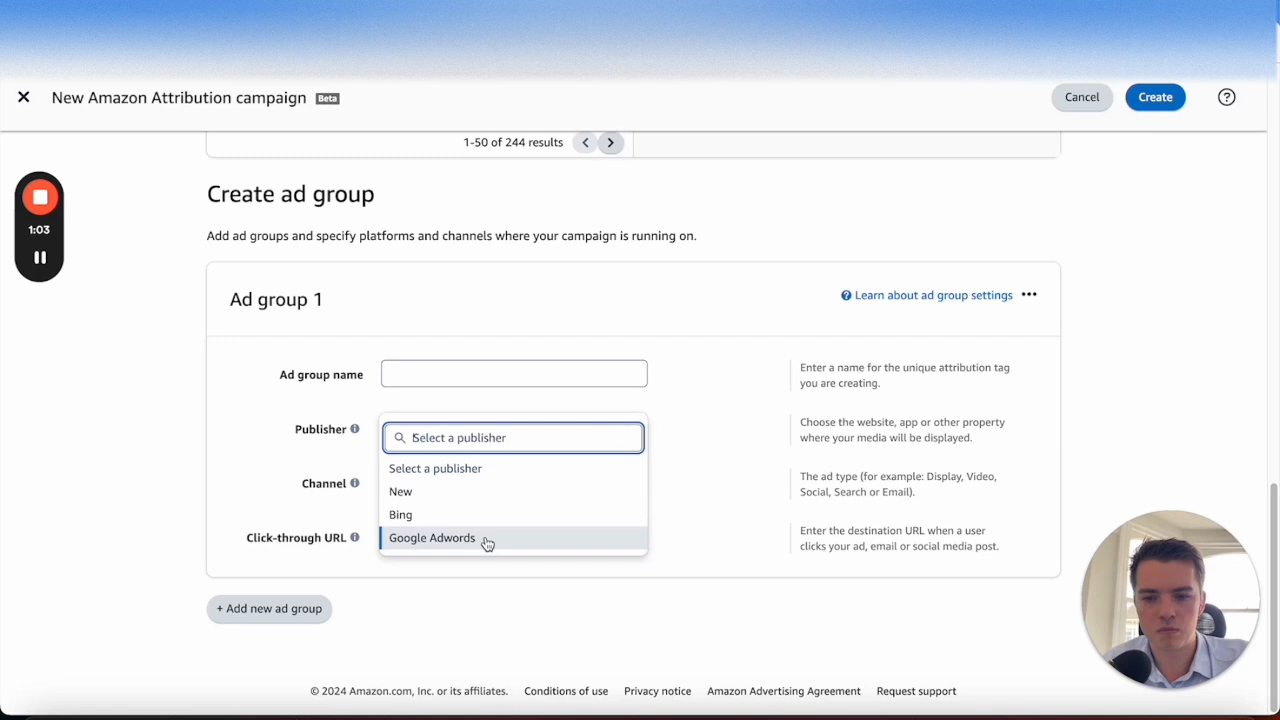 New Amazon Attribution campaign Beta
Cancel
Create
1-50 of 244 results
1:03
Create ad group
Add ad groups and specify platforms and channels where your campaign is running on.
Ad group 1
Learn about ad group settings
Ad group name
Enter a name for the unique attribution tag
you are creating.
Publisher
Select a publisher
Select a publisher
New
Bing
Google Adwords
Choose the website, app or other property
where your media will be displayed.
Channel
The ad type (for example: Display, Video,
Social, Search or Email).
Click-through URL
Enter the destination URL when a user
clicks your ad, email or social media post.
+ Add new ad group
© 2024 Amazon.com, Inc. or its affiliates. Conditions of use Privacy notice Amazon Advertising Agreement Request support